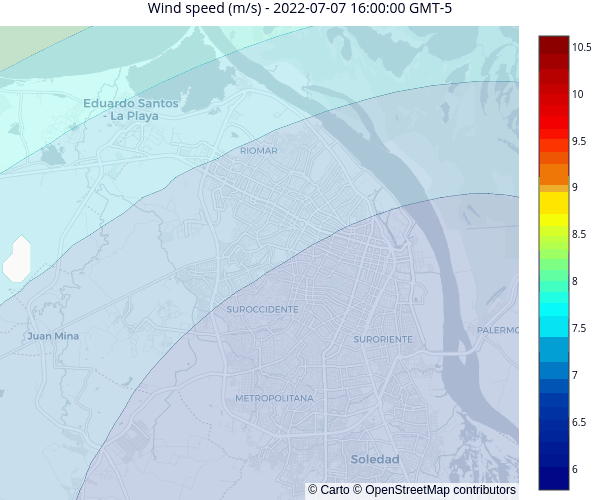 Wind speed (m/s) - 2022-07-07 16:00:00 GMT-5
10.5
10
9.5
9
8.5
8
7.5
7
6.5
6
Eduardo Santos
- La Playa
RIOMAR
SUROCCIDENTE
Juan Mina
SURORIENTE
PALERMO
METROPOLITANA
Soledad
© Carto © OpenStreetMap contributors